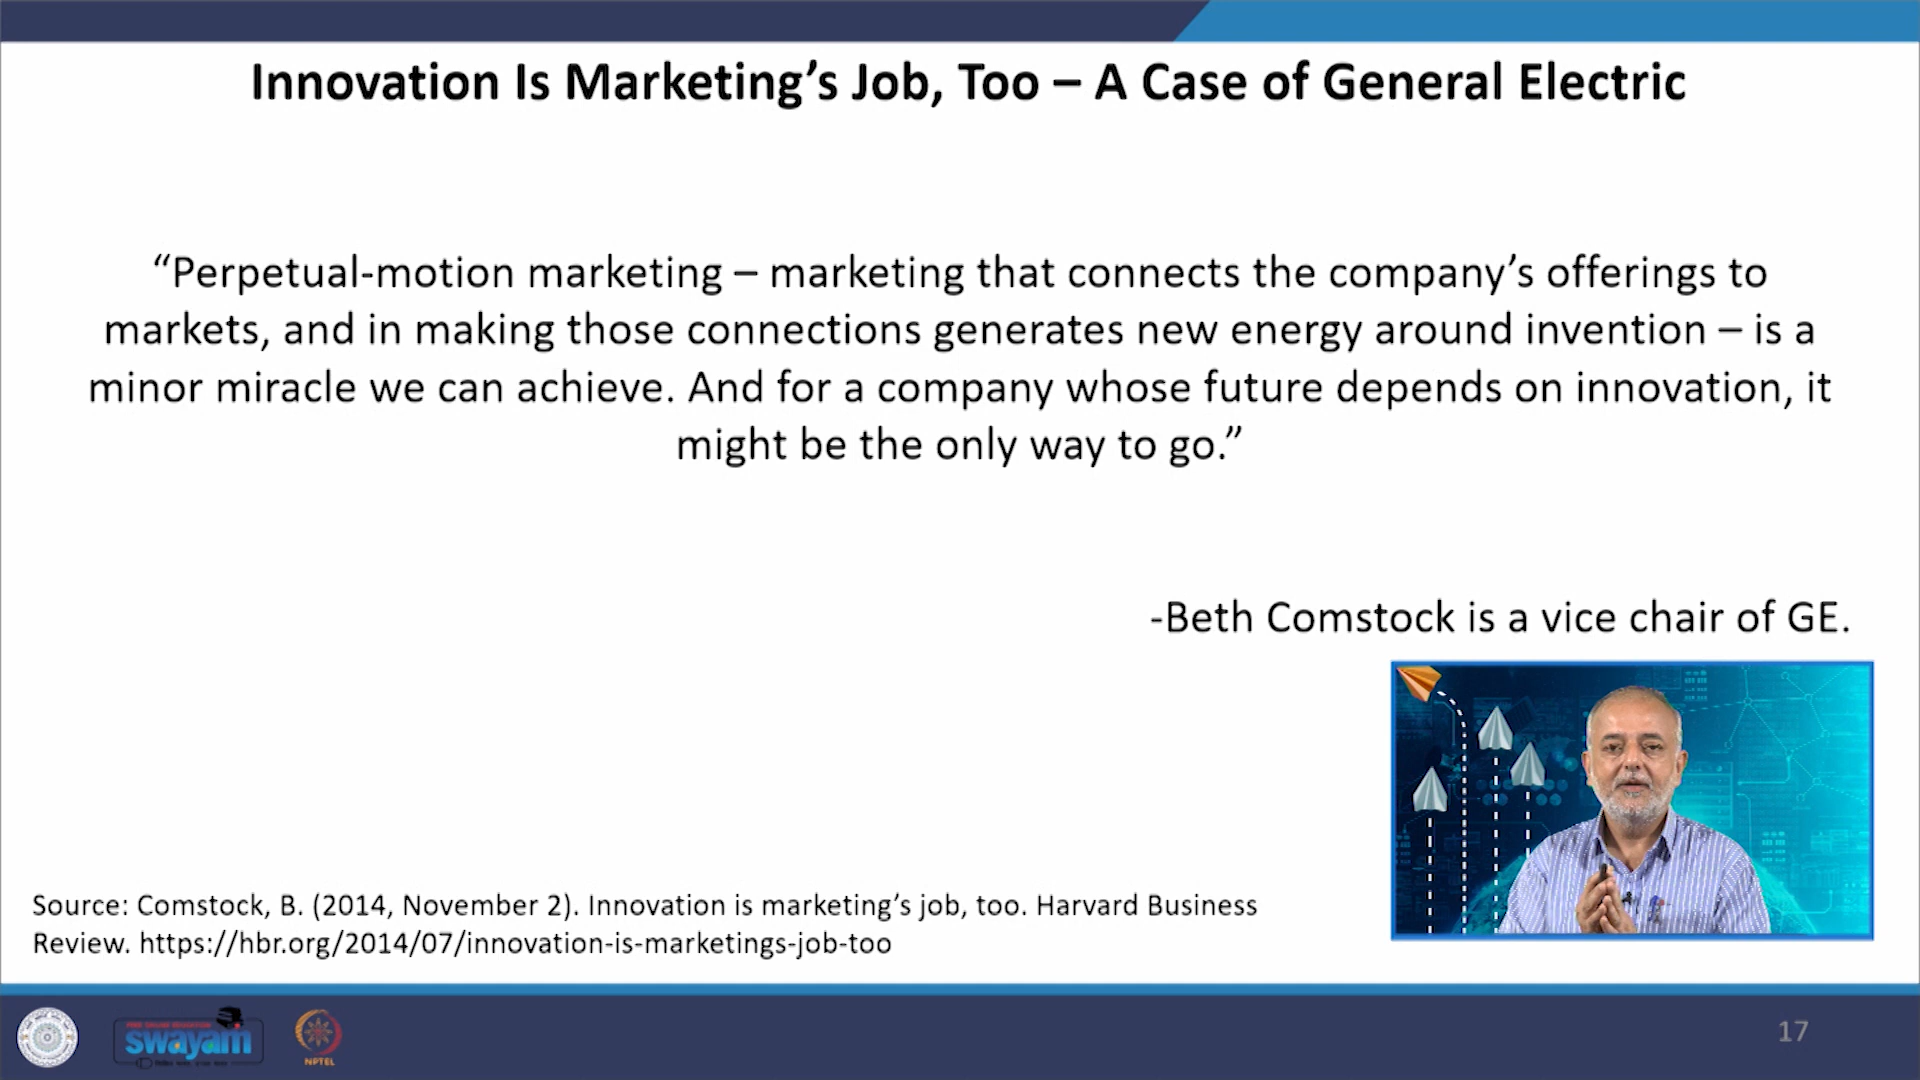 Innovation Is Marketing’s Job, Too – A Case of General Electric
“Perpetual-motion marketing – marketing that connects the company’s offerings to
markets, and in making those connections generates new energy around invention – is a
minor miracle we can achieve. And for a company whose future depends on innovation, it
might be the only way to go.”
-Beth Comstock is a vice chair of GE.
Source: Comstock, B. (2014, November 2). Innovation is marketing’s job, too. Harvard Business
Review. https://hbr.org/2014/07/innovation-is-marketings-job-too
FREE ONLINE EDUCATION
swayam
NPTEL
17